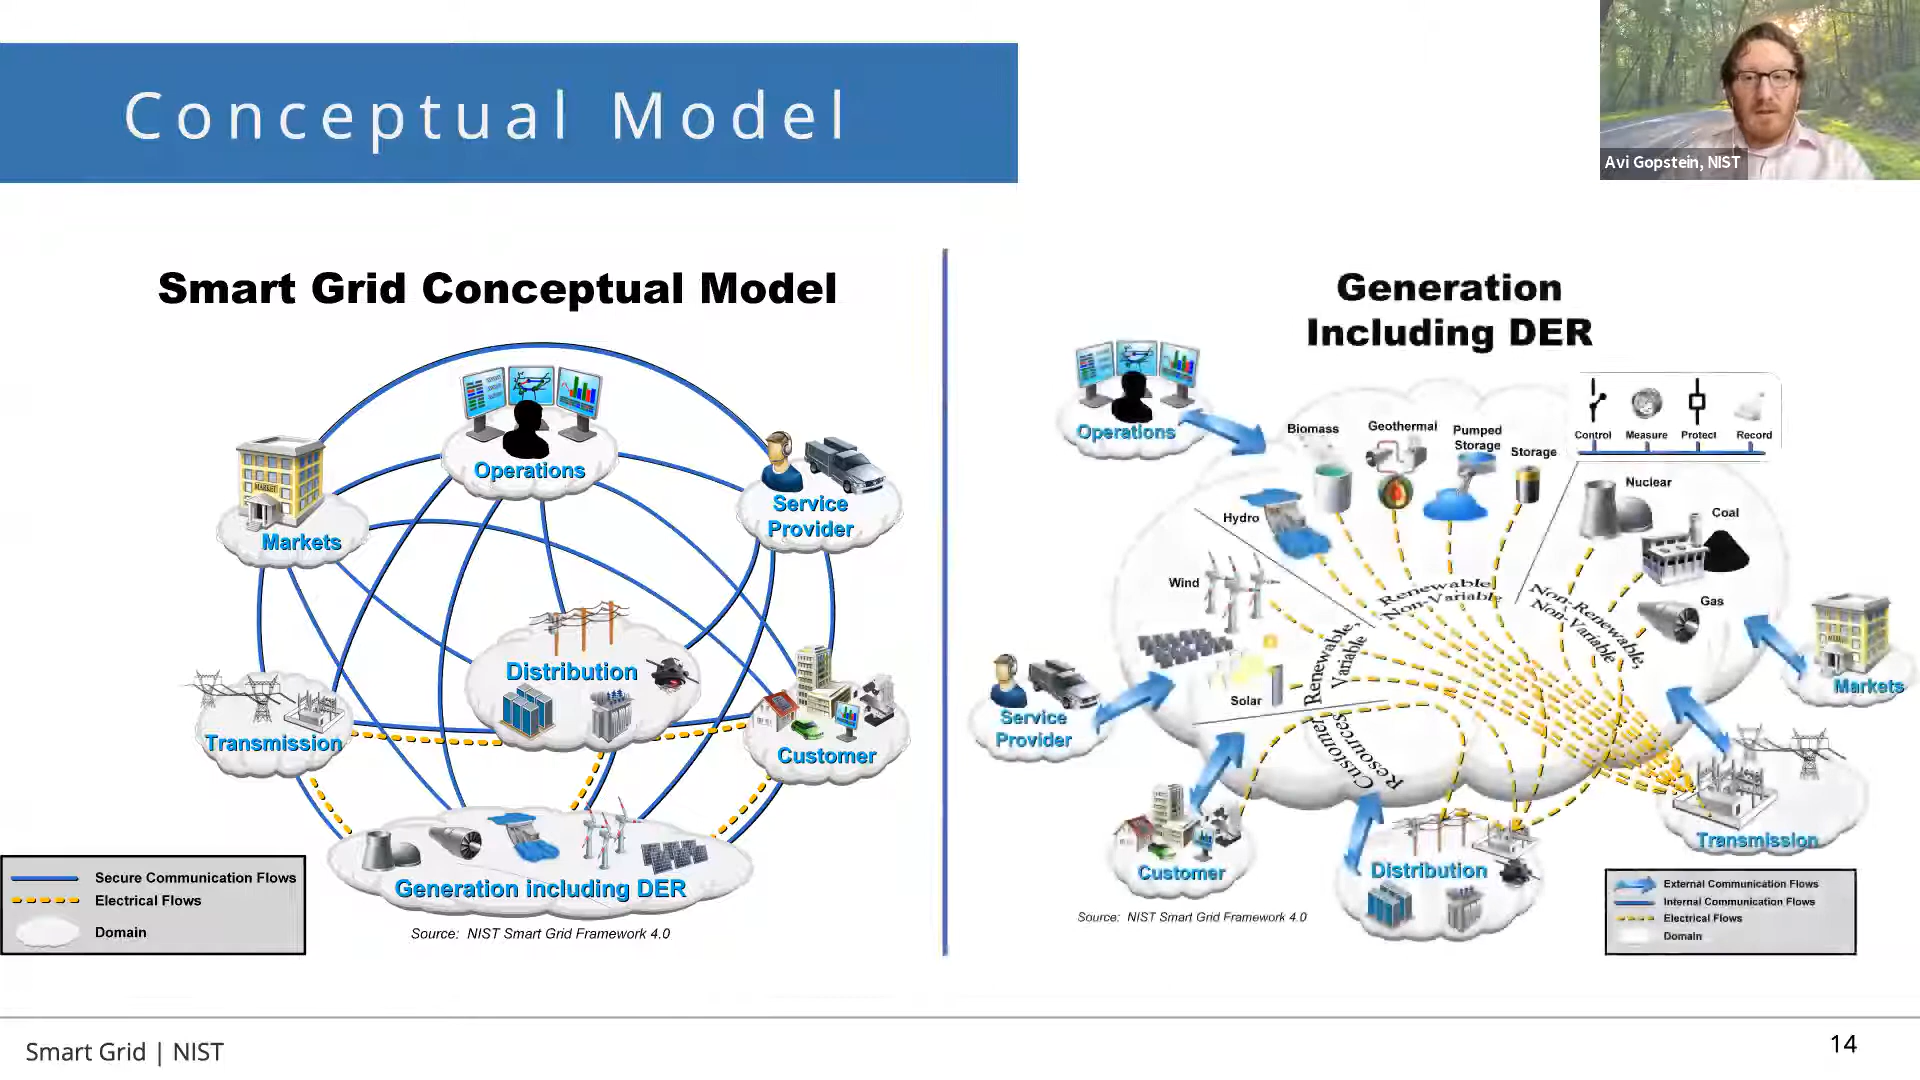 Conceptual Model
Avi Gopstein, NIST
Smart Grid Conceptual Model
Operations
Markets
Service
Provider
Distribution
Transmission
Customer
Generation including DER
Secure Communication Flows
Electrical Flows
Domain
Source: NIST Smart Grid Framework 4.0
Generation
Including DER
Operations
Biomass
Geothermal
Pumped
Storage
Storage
Control
Measure
Protect
Record
Hydro
Nuclear
Coal
Wind
Gas
Solar
Renewable,
Non-Variable
Non-Renewable,
Non-Variable
Renewable,
Variable
Customer
Resources
Markets
Service
Provider
Customer
Distribution
Transmission
Source: NIST Smart Grid Framework 4.0
External Communication Flows
Internal Communication Flows
Electrical Flows
Domain
Smart Grid | NIST
14